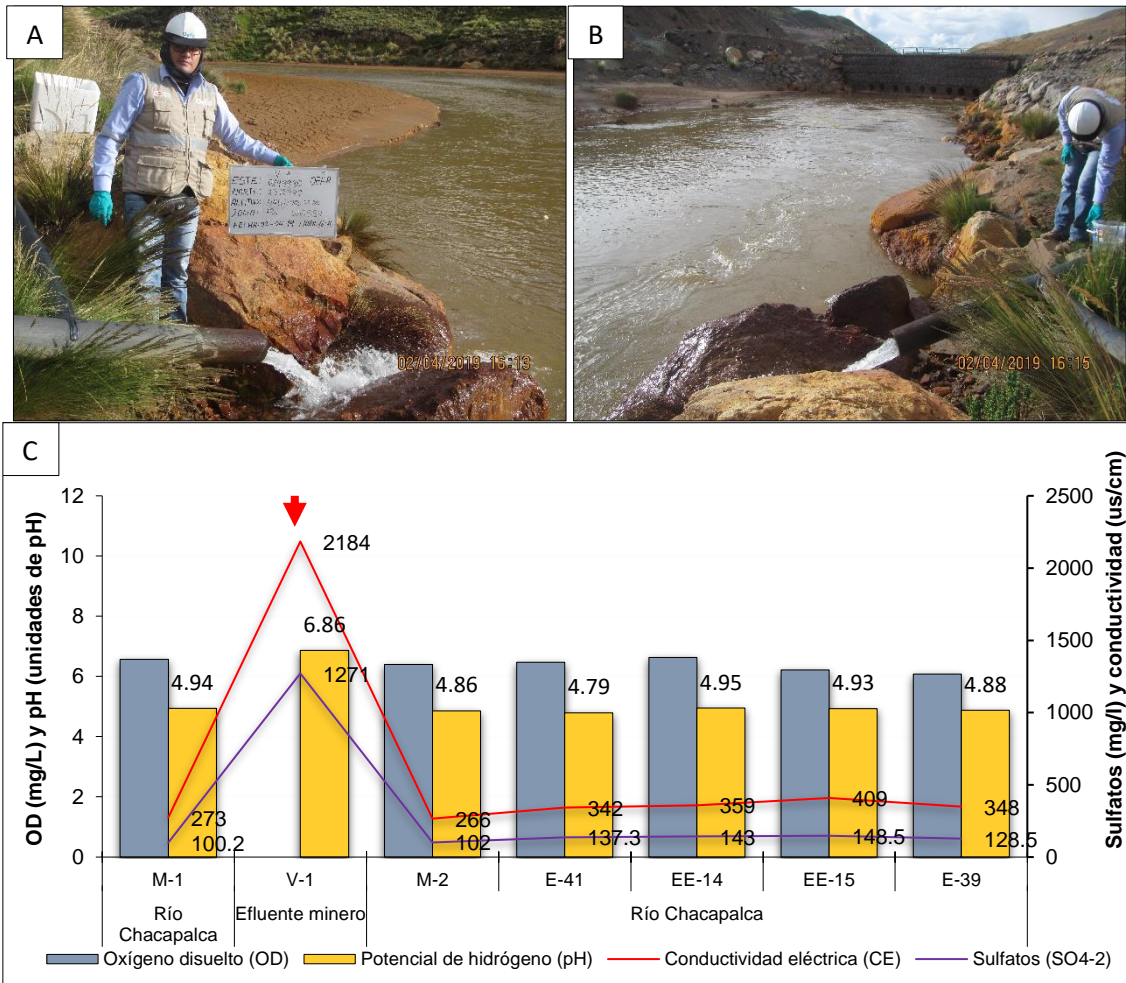 A
V-1
ESTE:
02/04/2019 16:13
B
02/04/2019 16:15
C
OD (mg/L) y pH (unidades de pH)
12
10
8
6
4
2
0
Sulfatos (mg/l) y conductividad (us/cm)
2500
2000
1500
1000
500
0
2184
6.86
1271
4.94
4.86
4.79
4.95
4.93
4.88
273
266
342
359
409
348
100.2
102
137.3
143
148.5
128.5
M-1
V-1
M-2
E-41
EE-14
EE-15
E-39
Río
Chacapalca
Efluente minero
Río Chacapalca
Oxígeno disuelto (OD)
Potencial de hidrógeno (pH)
Conductividad eléctrica (CE)
Sulfatos (SO4-2)